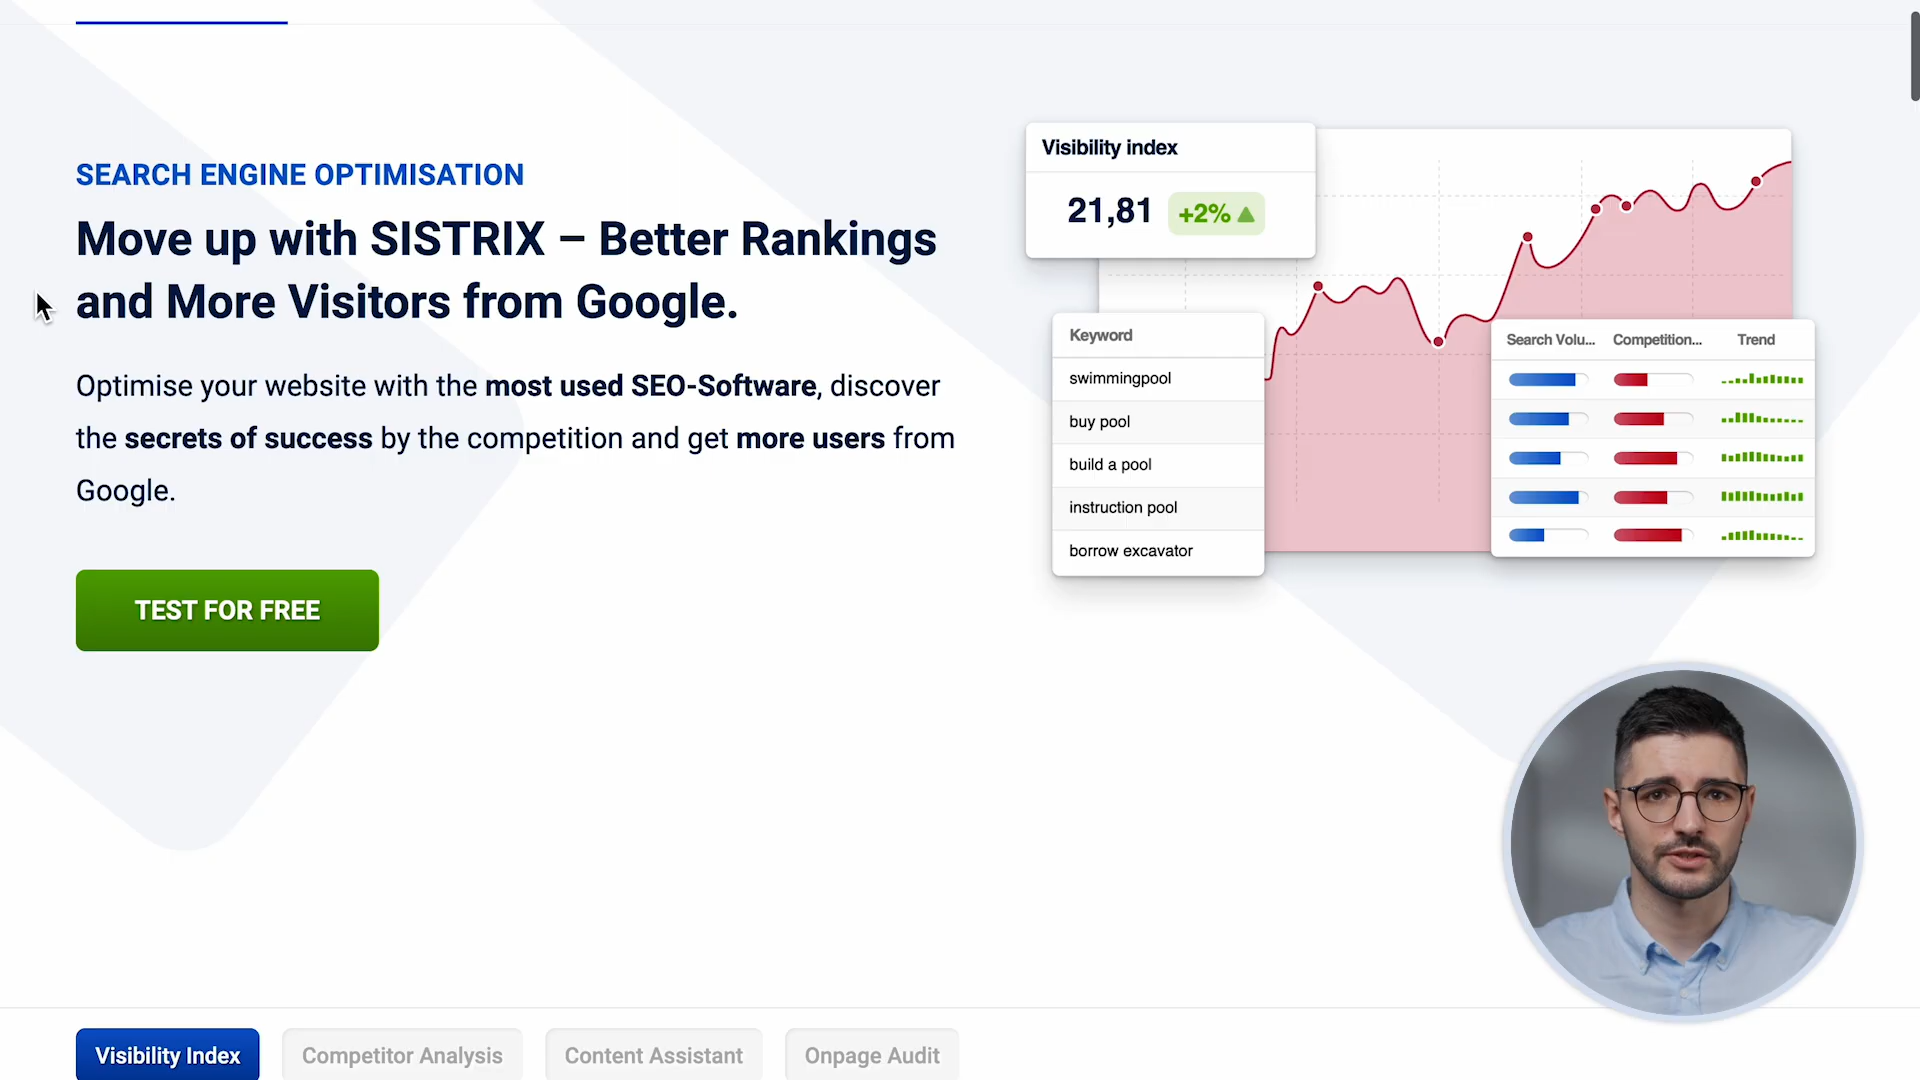 SEARCH ENGINE OPTIMISATION
Move up with SISTRIX – Better Rankings
and More Visitors from Google.
Optimise your website with the most used SEO-Software, discover
the secrets of success by the competition and get more users from
Google.
TEST FOR FREE
Visibility index
21,81 +2%
Keyword
swimmingpool
buy pool
build a pool
instruction pool
borrow excavator
Search Volu... Competition... Trend
Visibility Index Competitor Analysis Content Assistant Onpage Audit